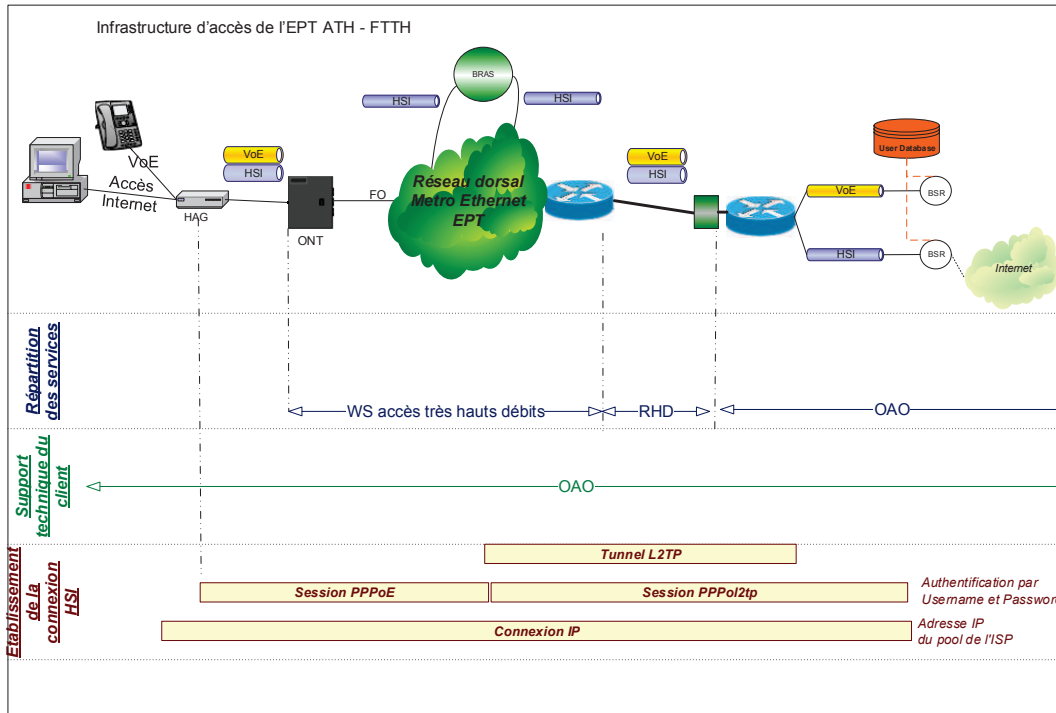 Infrastructure d'accès de l'EPT ATH - FTTH
BRAS
HSI
HSI
VoE
Accès
Internet
HAG
VoE
HSI
ONT
FO
Réseau dorsal
Metro Ethernet
EPT
VoE
HSI
User Database
VoE
BSR
HSI
BSR
Internet
Répartition
des services
WS accès très hauts débits
RHD
OAO
Support
technique du
client
OAO
Etablissement
de la
connexion
HSI
Tunnel L2TP
Session PPPoE
Session PPPol2tp
Authentification par
Username et Password
Connexion IP
Adresse IP
du pool de l'ISP